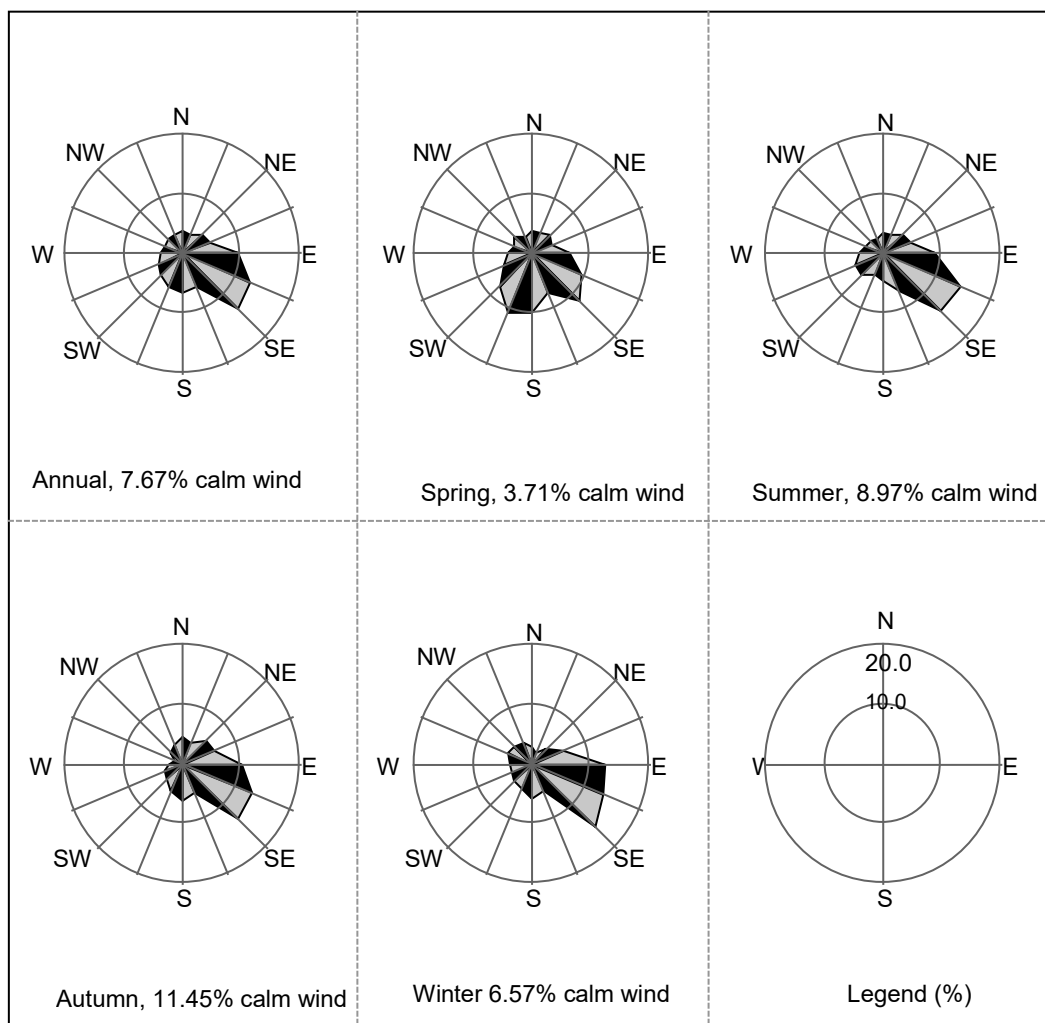 N
NW
NE
W
E
SW
SE
S
Annual, 7.67% calm wind
N
NW
NE
W
E
SW
SE
S
Spring, 3.71% calm wind
N
NW
NE
W
E
SW
SE
S
Summer, 8.97% calm wind
N
NW
NE
W
E
SW
SE
S
Autumn, 11.45% calm wind
N
NW
NE
W
E
SW
SE
S
Winter 6.57% calm wind
N
20.0
10.0
W
E
S
Legend (%)